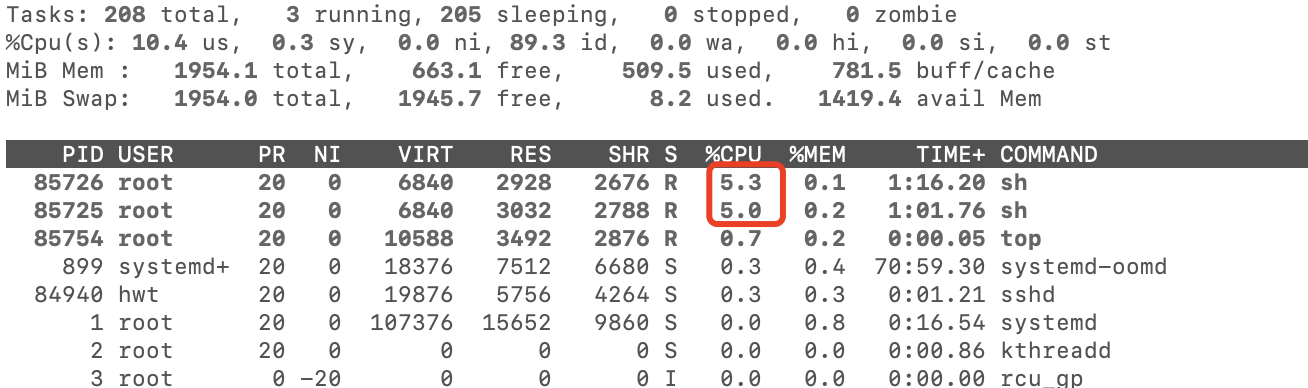 Tasks: 208 total,   3 running, 205 sleeping,   0 stopped,   0 zombie
%Cpu(s): 10.4 us,  0.3 sy,  0.0 ni, 89.3 id,  0.0 wa,  0.0 hi,  0.0 si,  0.0 st
MiB Mem :   1954.1 total,    663.1 free,    509.5 used,    781.5 buff/cache
MiB Swap:   1954.0 total,   1945.7 free,      8.2 used.   1419.4 avail Mem
PID USER      PR  NI    VIRT    RES    SHR S  %CPU  %MEM     TIME+ COMMAND
85726 root      20   0    6840   2928   2676 R   5.3   0.1   1:16.20 sh
85725 root      20   0    6840   3032   2788 R   5.0   0.2   1:01.76 sh
85754 root      20   0   10588   3492   2876 R   0.7   0.2   0:00.05 top
899 systemd+  20   0   18376   7512   6680 S   0.3   0.4  70:59.30 systemd-oomd
84940 hwt       20   0   19876   5756   4264 S   0.3   0.3   0:01.21 sshd
1 root      20   0  107376  15652   9860 S   0.0   0.8   0:16.54 systemd
2 root      20   0       0      0      0 S   0.0   0.0   0:00.86 kthreadd
3 root       0 -20       0      0      0 I   0.0   0.0   0:00.00 rcu_gp